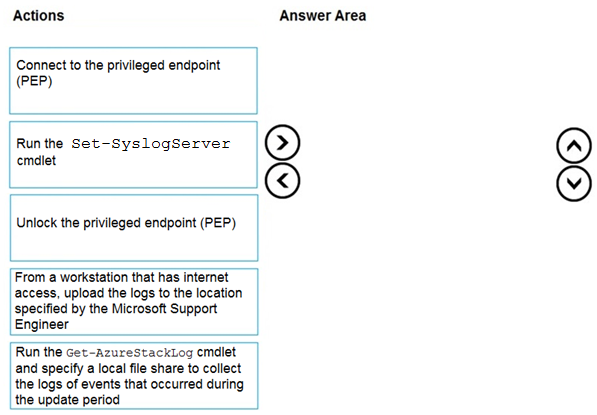 Actions
Answer Area
Connect to the privileged endpoint
(PEP)
Run the Set-SyslogServer
cmdlet
Unlock the privileged endpoint (PEP)
From a workstation that has internet
access, upload the logs to the location
specified by the Microsoft Support
Engineer
Run the Get-AzureStackLog cmdlet
and specify a local file share to collect
the logs of events that occurred during
the update period